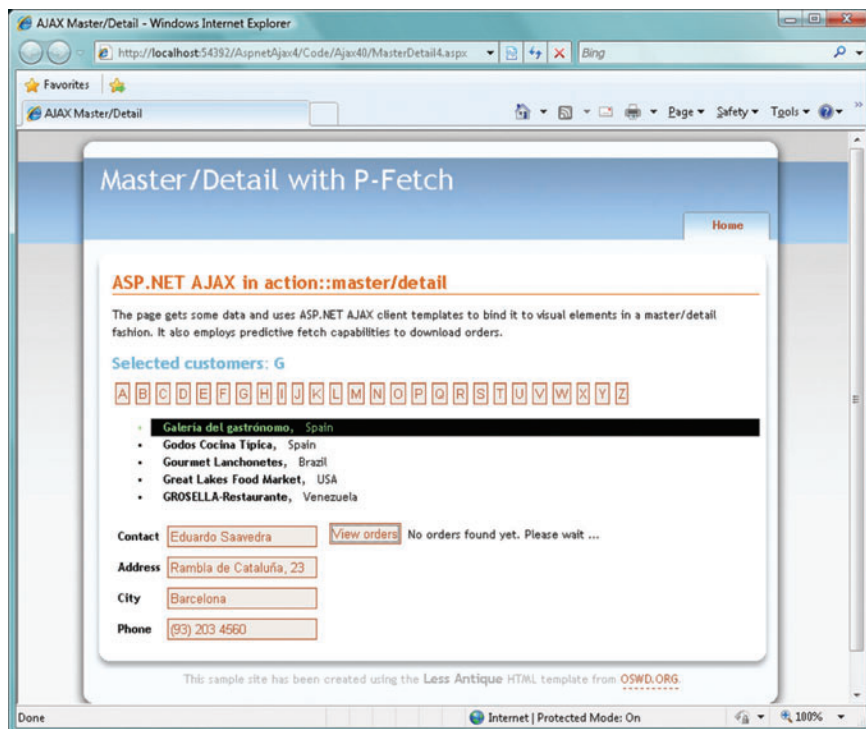 AJAX Master/Detail - Windows Internet Explorer
http://localhost:54392/AspnetAjax4/Code/Ajax40/MasterDetail4.aspx
Bing
Favorites
AJAX Master/Detail
Page Safety Tools
Master/Detail with P-Fetch
Home
ASP.NET AJAX in action::master/detail
The page gets some data and uses ASP.NET AJAX client templates to bind it to visual elements in a master/detail
fashion. It also employs predictive fetch capabilities to download orders.
Selected customers: G
A B C D E F G H I J K L M N O P Q R S T U V W X Y Z
• Galería del gastrónomo, Spain
• Godos Cocina Típica, Spain
• Gourmet Lanchonetes, Brazil
• Great Lakes Food Market, USA
• GROSELLA-Restaurante, Venezuela
Contact Eduardo Saavedra View orders No orders found yet. Please wait ...
Address Rambla de Cataluña, 23
City Barcelona
Phone (93) 203 4560
This sample site has been created using the Less Antique HTML template from OSWD.ORG.
Done Internet | Protected Mode: On 100%